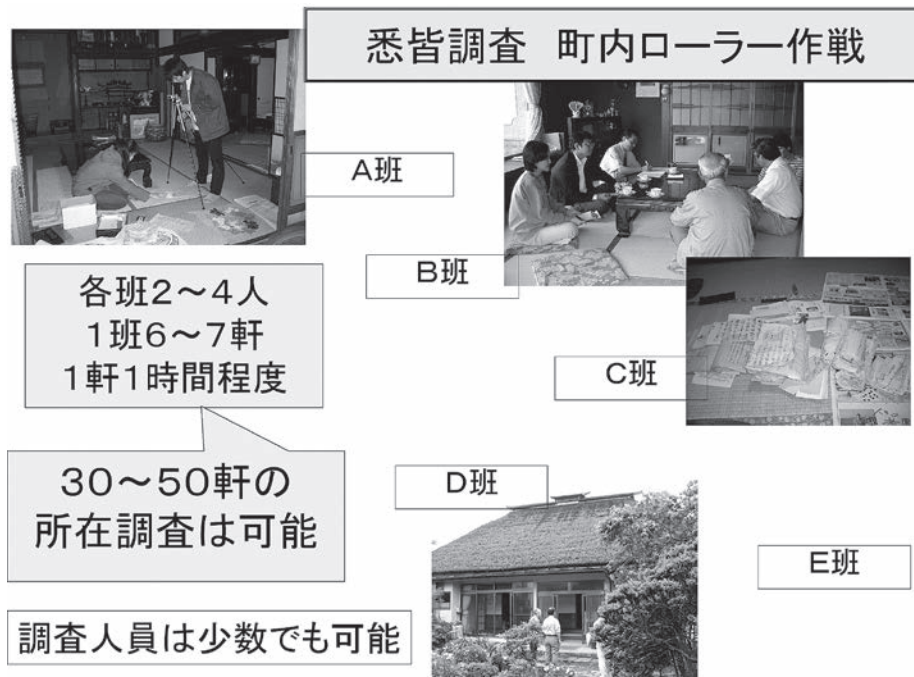 悉皆調査 町内ローラー作戦
A班
B班
各班2~4人
1班6~7軒
1軒1時間程度
C班
30~50軒の
所在調査は可能
D班
E班
調査人員は少数でも可能